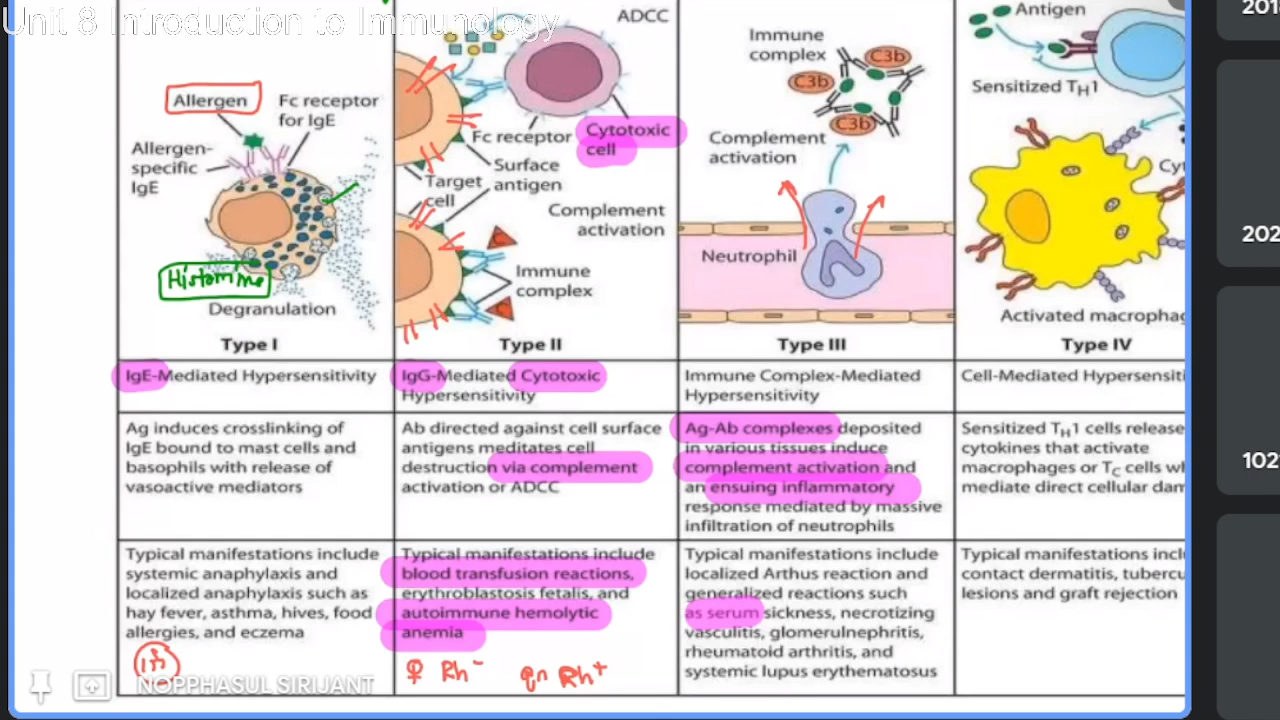 Unit 8 Introduction to Immunology
Allergen
Fc receptor
for IgE
Allergen-
specific
IgE
Histamine
Degranulation
Type I
ADCC
Fc receptor
Cytotoxic
cell
Surface
antigen
Target
cell
Complement
activation
Immune
complex
Type II
Immune
complex
C3b
C3b
C3b
Complement
activation
Neutrophil
Type III
Antigen
Sensitized TH1
Activated macrophag
Type IV
IgE-Mediated Hypersensitivity
IgG-Mediated Cytotoxic
Hypersensitivity
Immune Complex-Mediated
Hypersensitivity
Cell-Mediated Hypersensiti
Ag induces crosslinking of
IgE bound to mast cells and
basophils with release of
vasoactive mediators
Ab directed against cell surface
antigens meditates cell
destruction via complement
activation or ADCC
Ag-Ab complexes deposited
in various tissues induce
complement activation and
an ensuing inflammatory
response mediated by massive
infiltration of neutrophils
Sensitized TH1 cells release
cytokines that activate
macrophages or TC cells wh
mediate direct cellular dam
Typical manifestations include
systemic anaphylaxis and
localized anaphylaxis such as
hay fever, asthma, hives, food
allergies, and eczema
Typical manifestations include
blood transfusion reactions,
erythroblastosis fetalis, and
autoimmune hemolytic
anemia
♀ Rh⁻ ลูก Rh⁺
Typical manifestations include
localized Arthus reaction and
generalized reactions such
as serum sickness, necrotizing
vasculitis, glomerulnephritis,
rheumatoid arthritis, and
systemic lupus erythematosus
Typical manifestations incl
contact dermatitis, tubercu
lesions and graft rejection
NOPPHASUL SIRIJANT
201
202
102